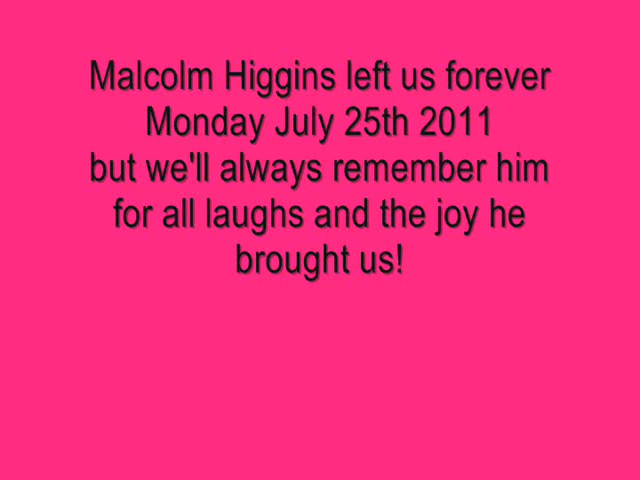 Malcolm Higgins left us forever
Monday July 25th 2011
but we'll always remember him
for all laughs and the joy he
brought us!